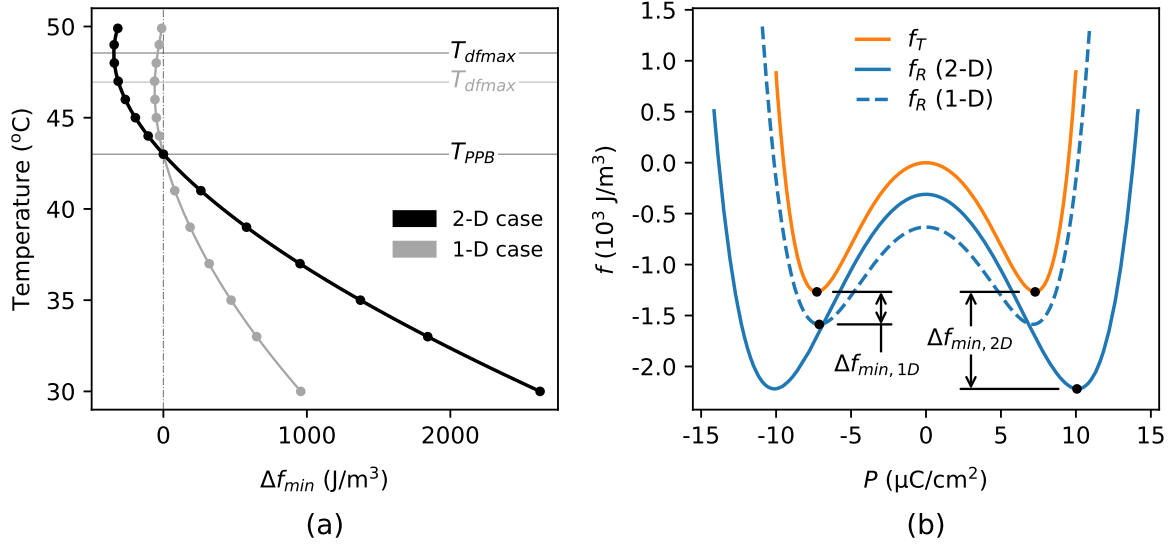 50
45
40
35
30
Temperature (°C)
T_dfmax
T_dfmax
T_PPB
2-D case
1-D case
0
1000
2000
Δf_min (J/m³)
(a)
1.5
1.0
0.5
0.0
-0.5
-1.0
-1.5
-2.0
f (10³ J/m³)
f_T
f_R (2-D)
f_R (1-D)
Δf_min, 1D
Δf_min, 2D
-15
-10
-5
0
5
10
15
P (μC/cm²)
(b)